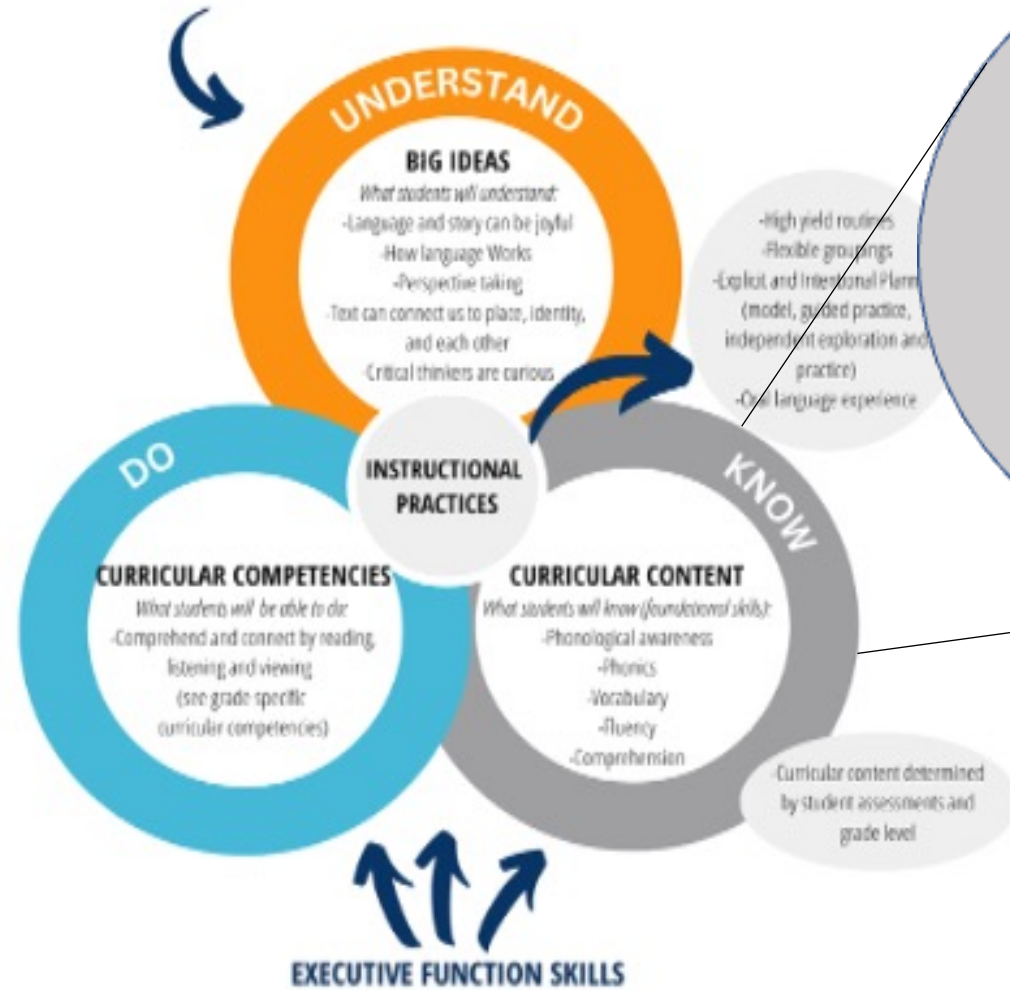 UNDERSTAND
BIG IDEAS
What students will understand:
-Language and story can be joyful
-How language Works
-Perspective taking
-Text can connect us to place, identity,
and each other
-Critical thinkers are curious
-High yield routines
-Flexible groupings
-Explicit and Intentional
(model, guided practice,
independent exploration and
practice)
-Oral language experience
INSTRUCTIONAL
PRACTICES
DO
CURRICULAR COMPETENCIES
What students will be able to do:
-Comprehend and connect by reading,
listening and viewing
(see grade specific
curricular competencies)
KNOW
CURRICULAR CONTENT
What students will know (foundational skills):
-Phonological awareness
-Phonics
-Vocabulary
-Fluency
-Comprehension
-Curricular content determined
by student assessments and
grade level
EXECUTIVE FUNCTION SKILLS